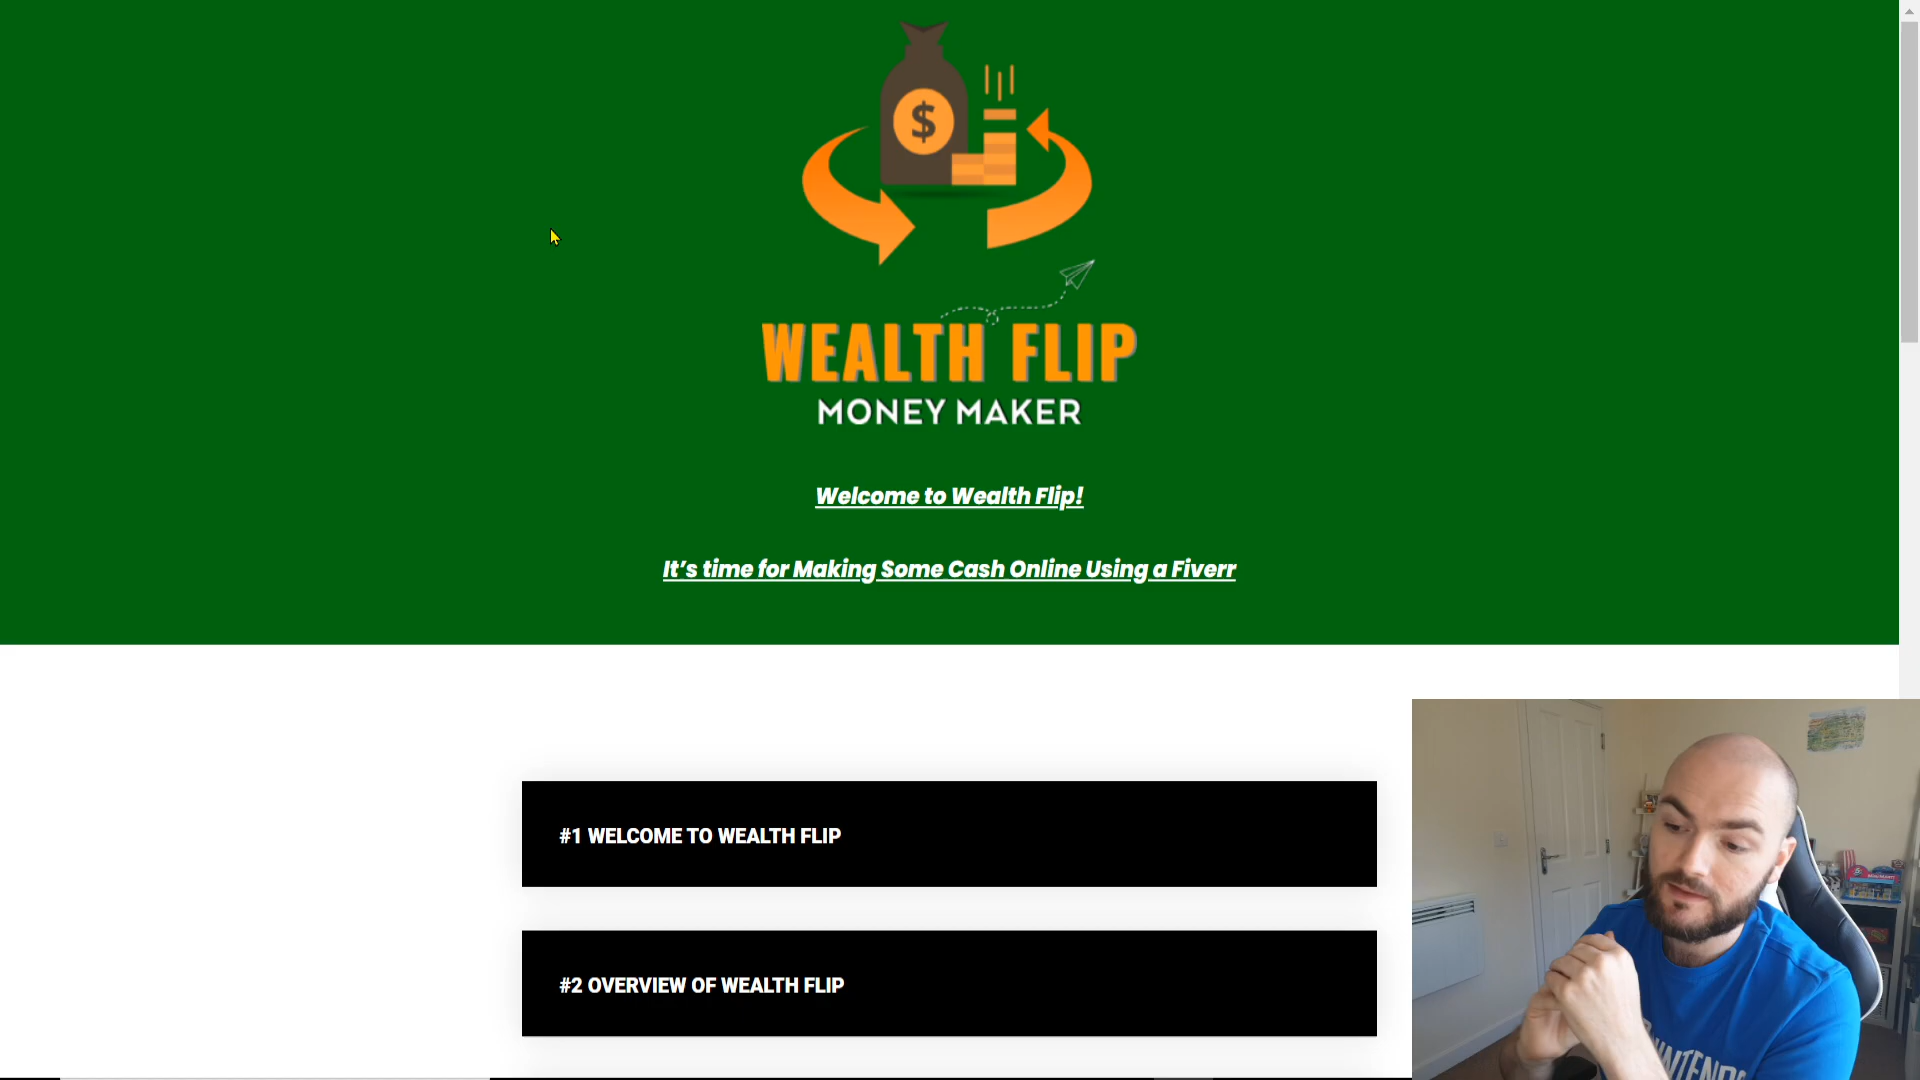 $
WEALTH FLIP
MONEY MAKER
Welcome to Wealth Flip!
It’s time for Making Some Cash Online Using a Fiverr
#1 WELCOME TO WEALTH FLIP
#2 OVERVIEW OF WEALTH FLIP